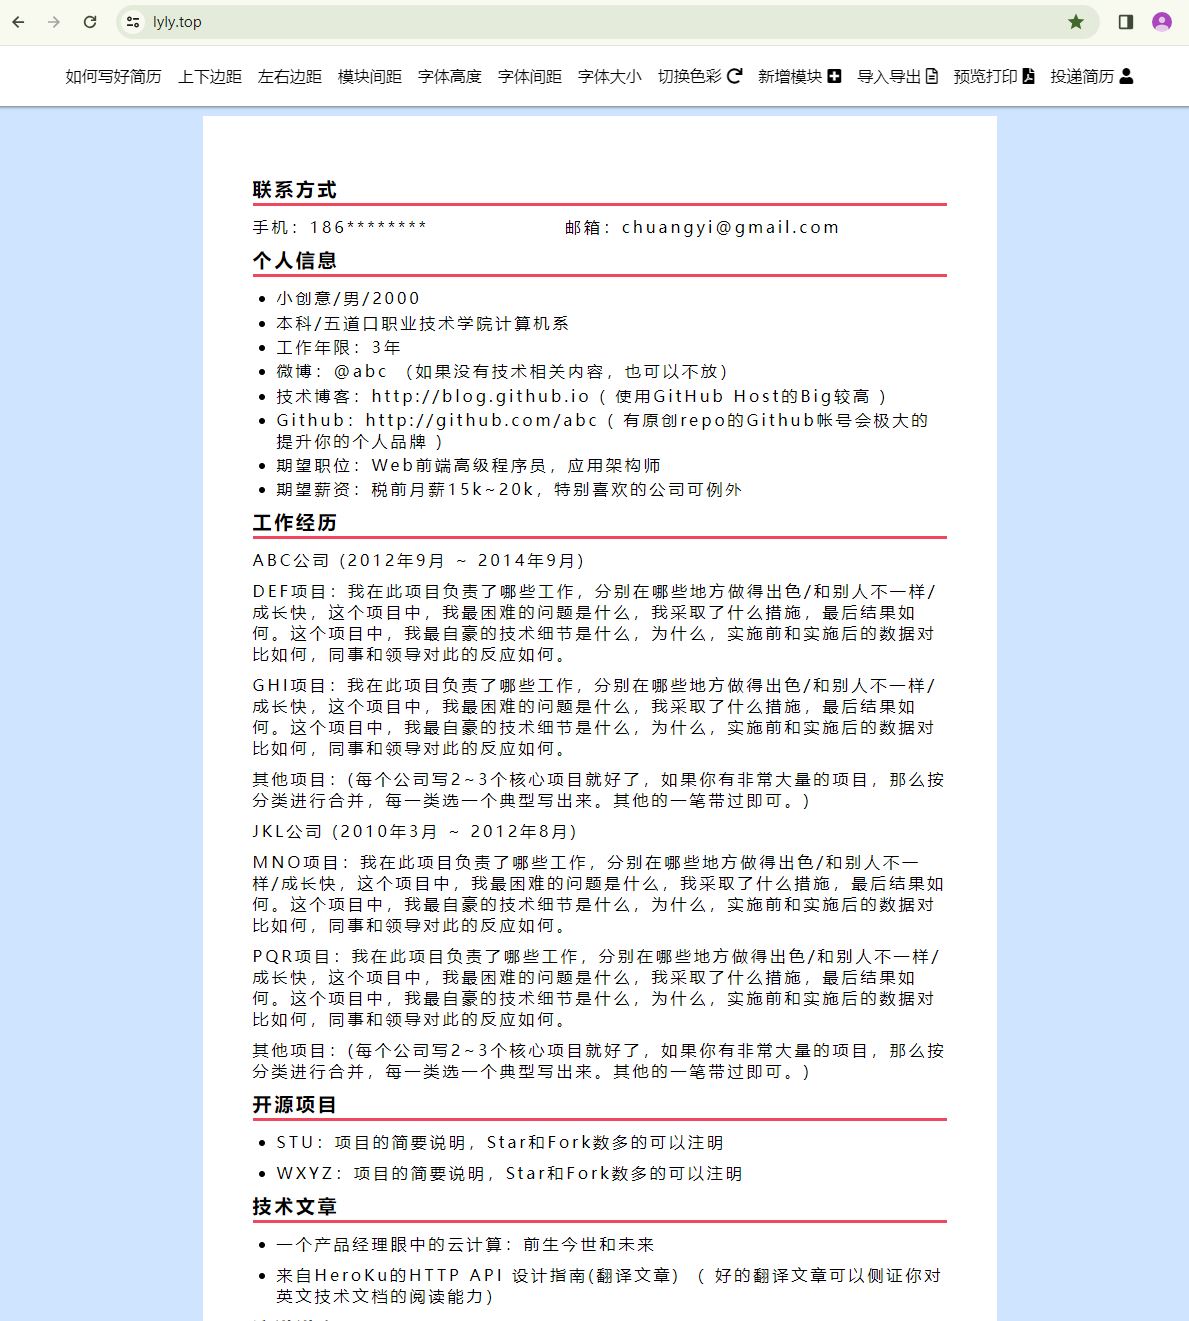 lyly.top
如何写好简历 上下边距 左右边距 模块间距 字体高度 字体间距 字体大小 切换色彩 新增模块 导入导出 预览打印 投递简历
联系方式
手机：186******** 邮箱：chuangyi@gmail.com
个人信息
小创意/男/2000
本科/五道口职业技术学院计算机系
工作年限：3年
微博：@abc （如果没有技术相关内容，也可以不放）
技术博客：http://blog.github.io ( 使用GitHub Host的Big较高 )
Github：http://github.com/abc ( 有原创repo的Github帐号会极大的
提升你的个人品牌 )
期望职位：Web前端高级程序员，应用架构师
期望薪资：税前月薪15k~20k，特别喜欢的公司可例外
工作经历
ABC公司 (2012年9月 ~ 2014年9月)
DEF项目：我在此项目负责了哪些工作，分别在哪些地方做得出色/和别人不一样/
成长快，这个项目中，我最困难的问题是什么，我采取了什么措施，最后结果如
何。这个项目中，我最自豪的技术细节是什么，为什么，实施前和实施后的数据对
比如何，同事和领导对此的反应如何。
GHI项目：我在此项目负责了哪些工作，分别在哪些地方做得出色/和别人不一样/
成长快，这个项目中，我最困难的问题是什么，我采取了什么措施，最后结果如
何。这个项目中，我最自豪的技术细节是什么，为什么，实施前和实施后的数据对
比如何，同事和领导对此的反应如何。
其他项目：(每个公司写2~3个核心项目就好了，如果你有非常大量的项目，那么按
分类进行合并，每一类选一个典型写出来。其他的一笔带过即可。)
JKL公司 (2010年3月 ~ 2012年8月)
MNO项目：我在此项目负责了哪些工作，分别在哪些地方做得出色/和别人不一
样/成长快，这个项目中，我最困难的问题是什么，我采取了什么措施，最后结果如
何。这个项目中，我最自豪的技术细节是什么，为什么，实施前和实施后的数据对
比如何，同事和领导对此的反应如何。
PQR项目：我在此项目负责了哪些工作，分别在哪些地方做得出色/和别人不一样/
成长快，这个项目中，我最困难的问题是什么，我采取了什么措施，最后结果如
何。这个项目中，我最自豪的技术细节是什么，为什么，实施前和实施后的数据对
比如何，同事和领导对此的反应如何。
其他项目：(每个公司写2~3个核心项目就好了，如果你有非常大量的项目，那么按
分类进行合并，每一类选一个典型写出来。其他的一笔带过即可。)
开源项目
STU：项目的简要说明，Star和Fork数多的可以注明
WXYZ：项目的简要说明，Star和Fork数多的可以注明
技术文章
一个产品经理眼中的云计算：前生今世和未来
来自HeroKu的HTTP API 设计指南(翻译文章) （ 好的翻译文章可以侧证你对
英文技术文档的阅读能力)